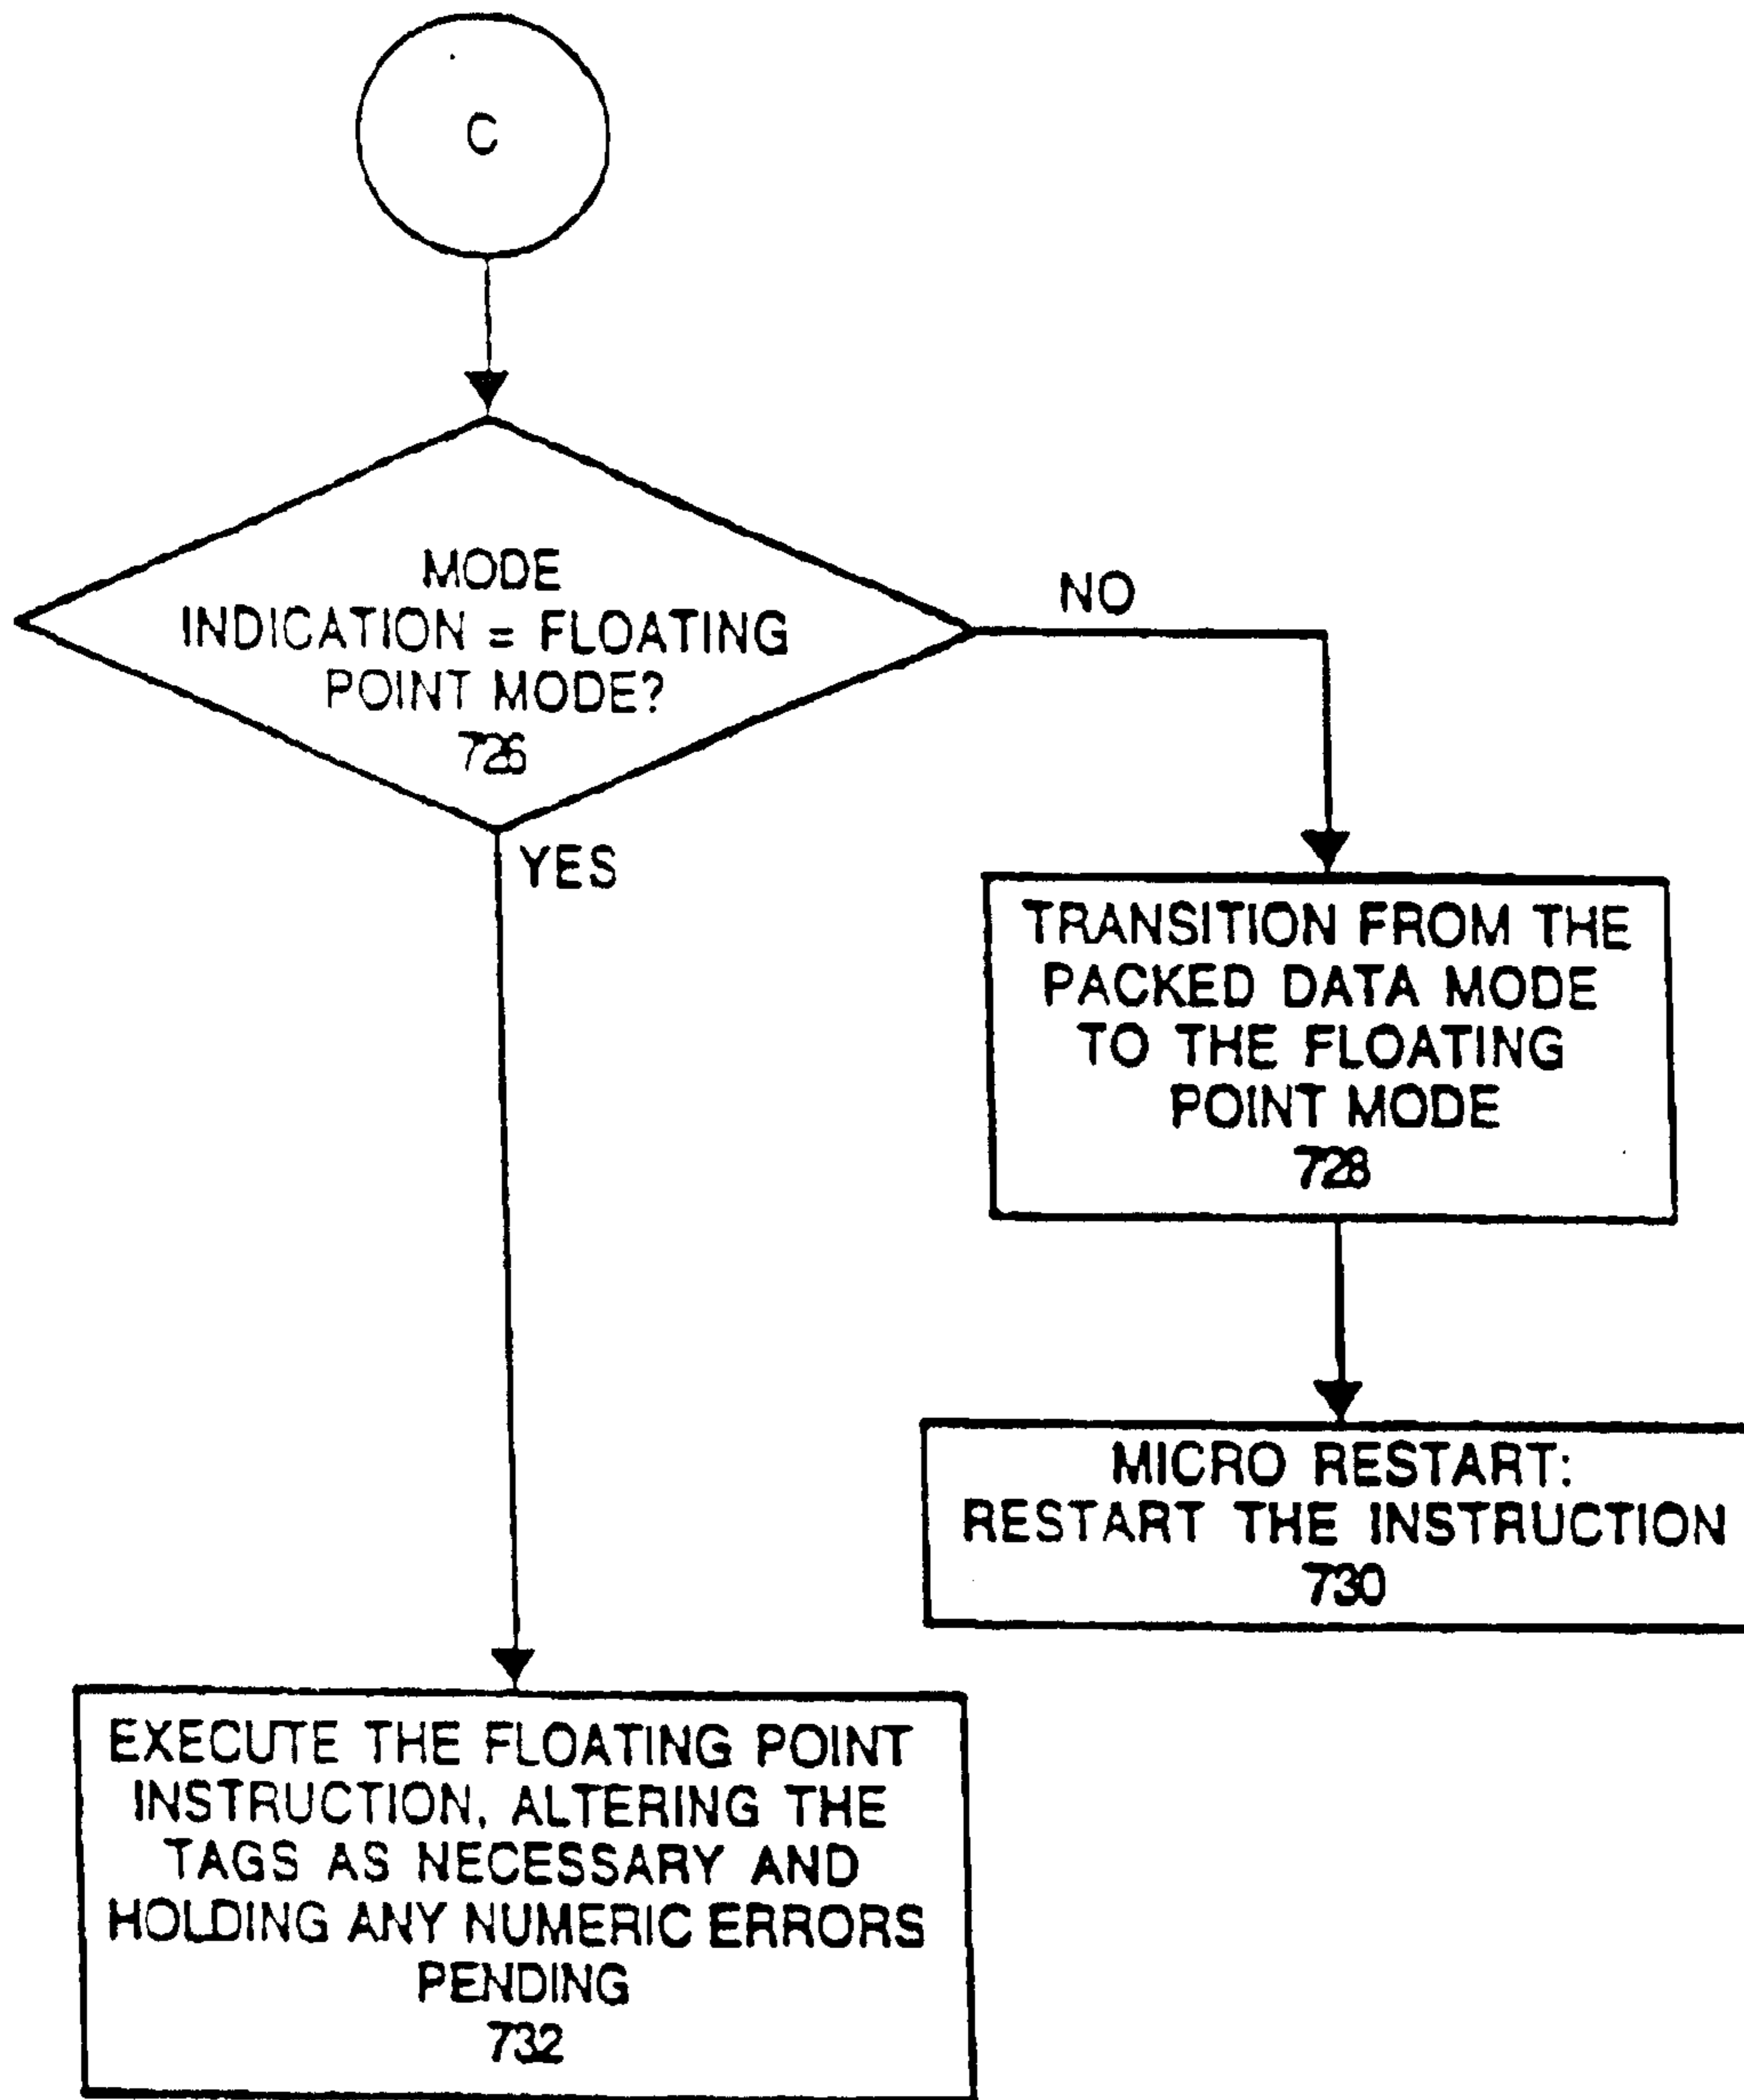 C
MODE
INDICATION = FLOATING
POINT MODE?
726
NO
YES
TRANSITION FROM THE
PACKED DATA MODE
TO THE FLOATING
POINT MODE
728
MICRO RESTART:
RESTART THE INSTRUCTION
730
EXECUTE THE FLOATING POINT
INSTRUCTION, ALTERING THE
TAGS AS NECESSARY AND
HOLDING ANY NUMERIC ERRORS
PENDING
732